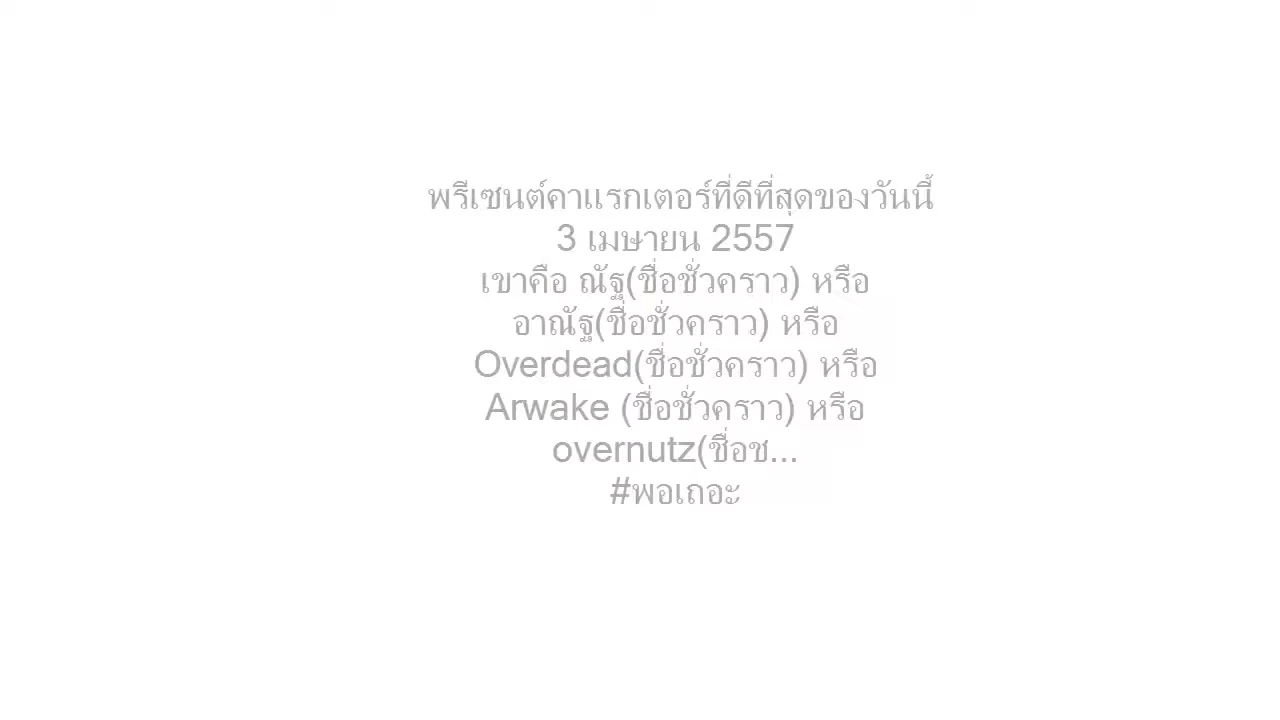 พรีเซนต์คาแรกเตอร์ที่ดีที่สุดของวันนี้
3 เมษายน 2557
เขาคือ ณัฐ(ชื่อชั่วคราว) หรือ
อาณัฐ(ชื่อชั่วคราว) หรือ
Overdead(ชื่อชั่วคราว) หรือ
Arwake (ชื่อชั่วคราว) หรือ
overnutz(ชื่อช...
#พอเถอะ